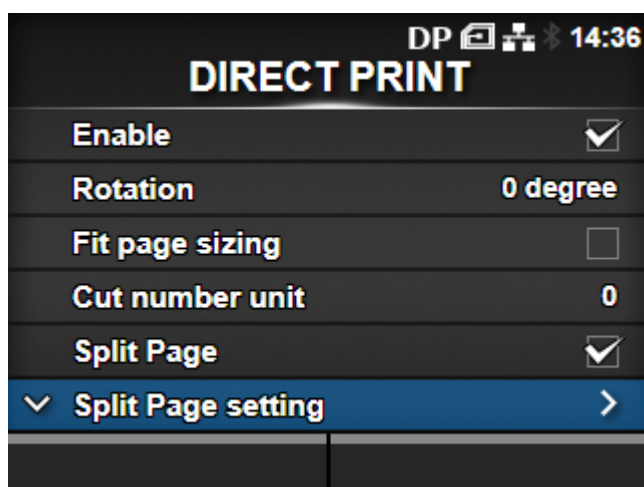 DP 14:36
DIRECT PRINT
Enable
Rotation 0 degree
Fit page sizing
Cut number unit 0
Split Page
Split Page setting